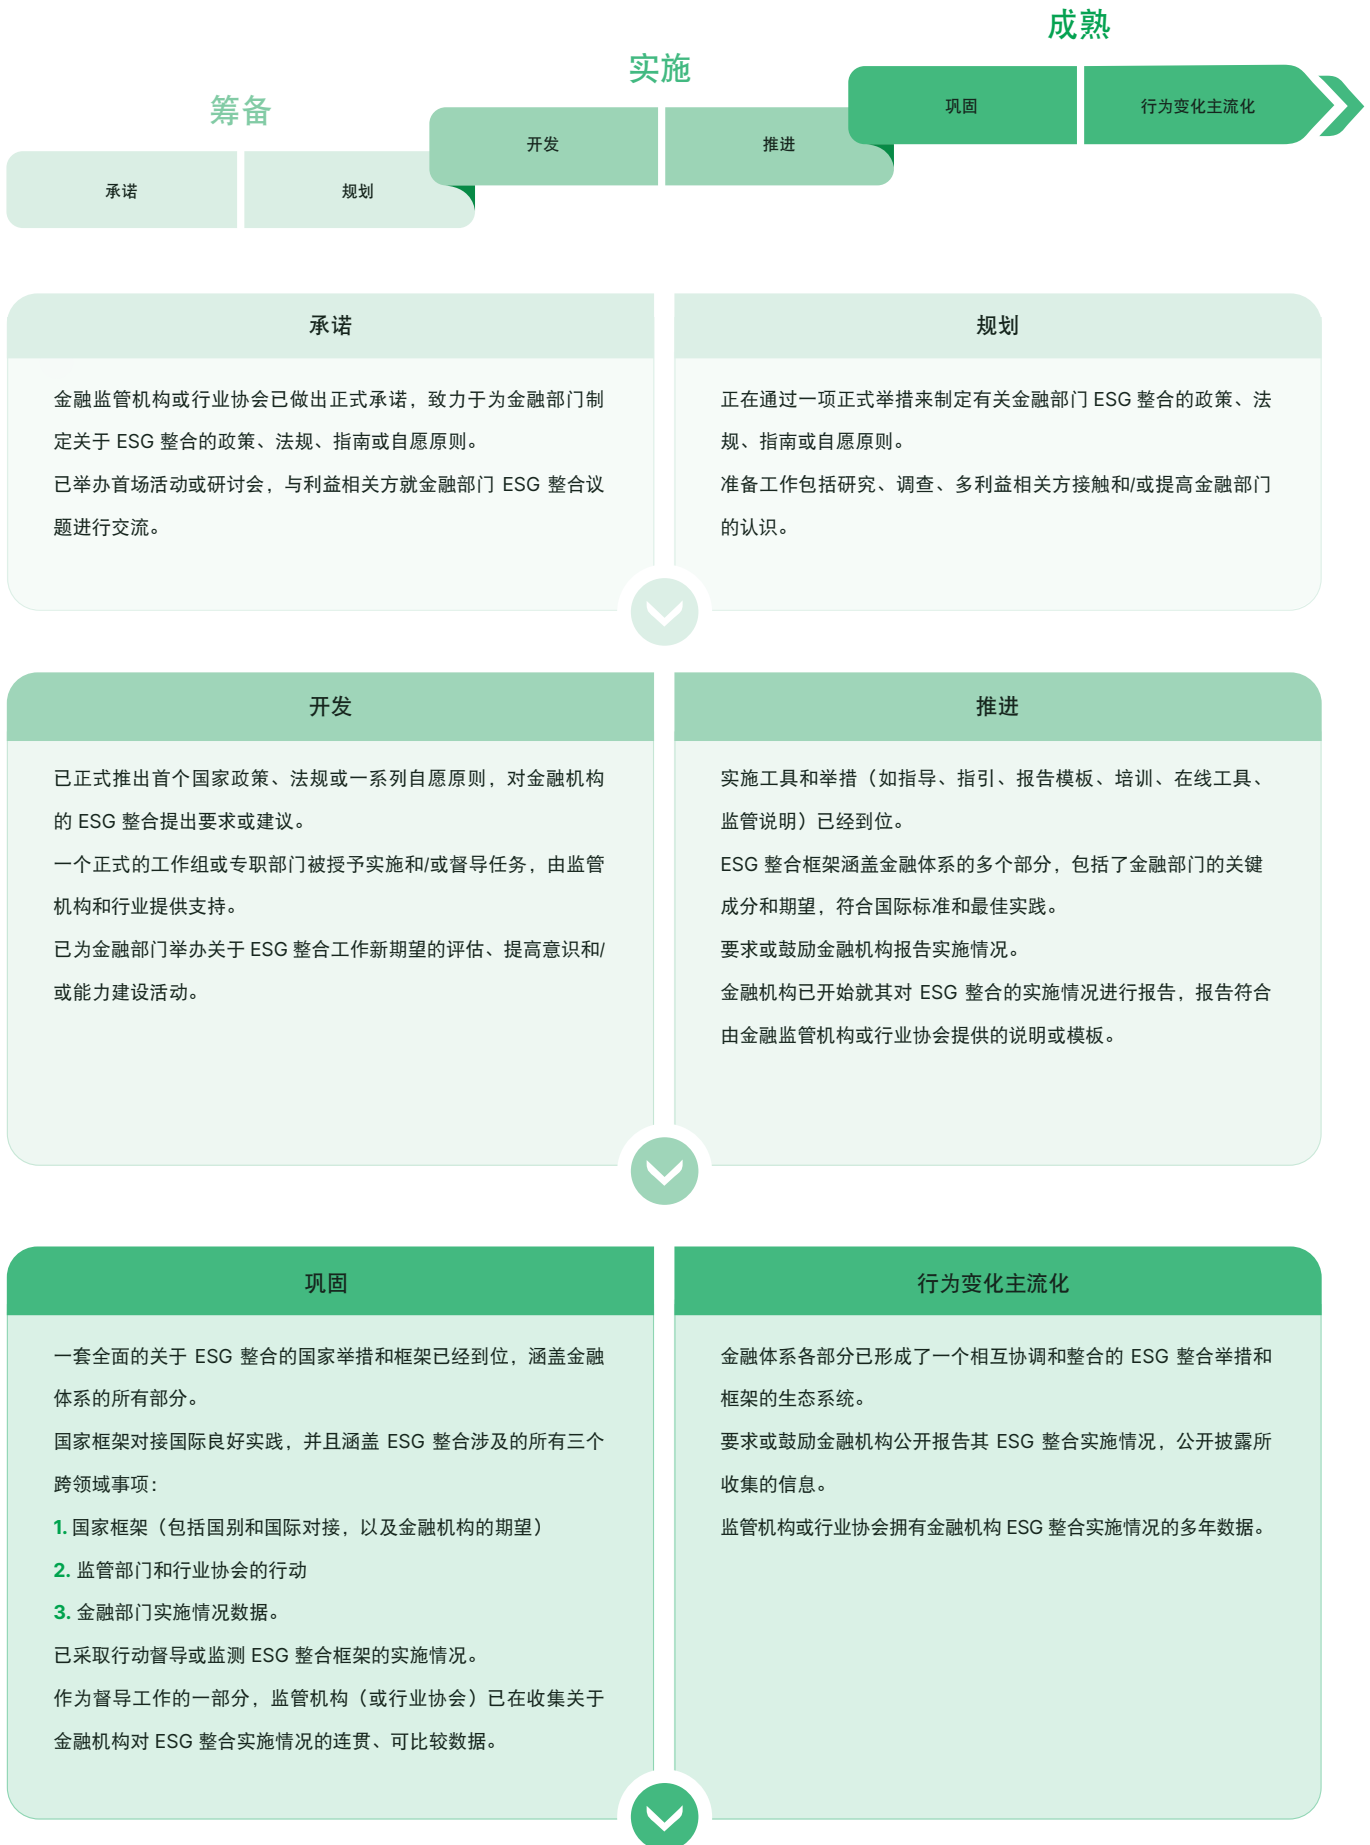 成熟
实施
筹备
巩固
行为变化主流化
开发
推进
承诺
规划
承诺
金融监管机构或行业协会已做出正式承诺，致力于为金融部门制
定关于 ESG 整合的政策、法规、指南或自愿原则。
已举办首场活动或研讨会，与利益相关方就金融部门 ESG 整合议
题进行交流。
规划
正在通过一项正式举措来制定有关金融部门 ESG 整合的政策、法
规、指南或自愿原则。
准备工作包括研究、调查、多利益相关方接触和/或提高金融部门
的认识。
开发
已正式推出首个国家政策、法规或一系列自愿原则，对金融机构
的 ESG 整合提出要求或建议。
一个正式的工作组或专职部门被授予实施和/或督导任务，由监管
机构和行业提供支持。
已为金融部门举办关于 ESG 整合工作新期望的评估、提高意识和/
或能力建设活动。
推进
实施工具和举措（如指导、指引、报告模板、培训、在线工具、
监管说明）已经到位。
ESG 整合框架涵盖金融体系的多个部分，包括了金融部门的关键
成分和期望，符合国际标准和最佳实践。
要求或鼓励金融机构报告实施情况。
金融机构已开始就其对 ESG 整合的实施情况进行报告，报告符合
由金融监管机构或行业协会提供的说明或模板。
巩固
一套全面的关于 ESG 整合的国家举措和框架已经到位，涵盖金融
体系的所有部分。
国家框架对接国际良好实践，并且涵盖 ESG 整合涉及的所有三个
跨领域事项：
1. 国家框架（包括国别和国际对接，以及金融机构的期望）
2. 监管部门和行业协会的行动
3. 金融部门实施情况数据。
已采取行动督导或监测 ESG 整合框架的实施情况。
作为督导工作的一部分，监管机构（或行业协会）已在收集关于
金融机构对 ESG 整合实施情况的连贯、可比较数据。
行为变化主流化
金融体系各部分已形成了一个相互协调和整合的 ESG 整合举措和
框架的生态系统。
要求或鼓励金融机构公开报告其 ESG 整合实施情况，公开披露所
收集的信息。
监管机构或行业协会拥有金融机构 ESG 整合实施情况的多年数据。